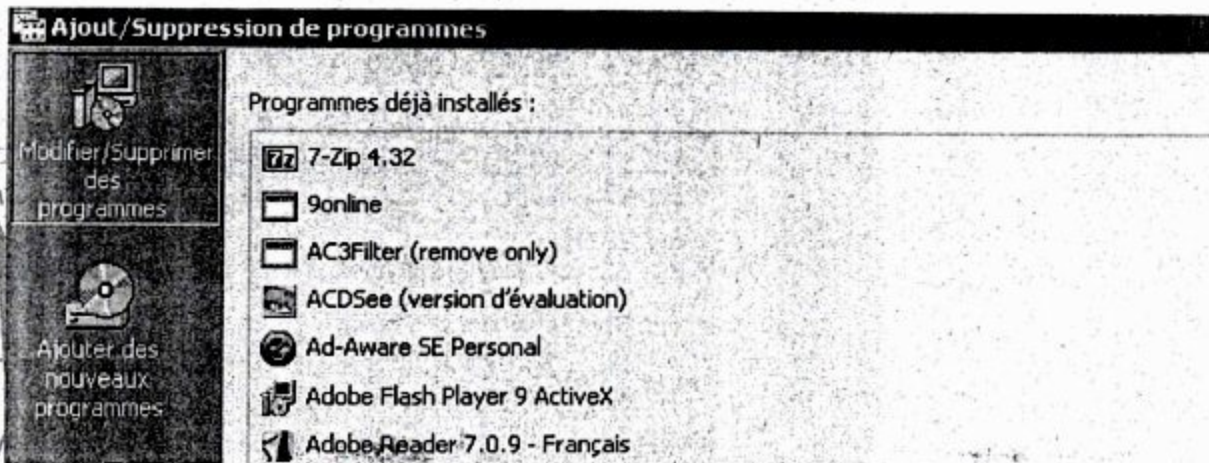 Ajout/Suppression de programmes
Modifier/Supprimer
des
programmes
Ajouter des
nouveaux
programmes
Programmes déjà installés :
7-Zip 4.32
9online
AC3Filter (remove only)
ACDSee (version d'évaluation)
Ad-Aware SE Personal
Adobe Flash Player 9 ActiveX
Adobe Reader 7.0.9 - Français